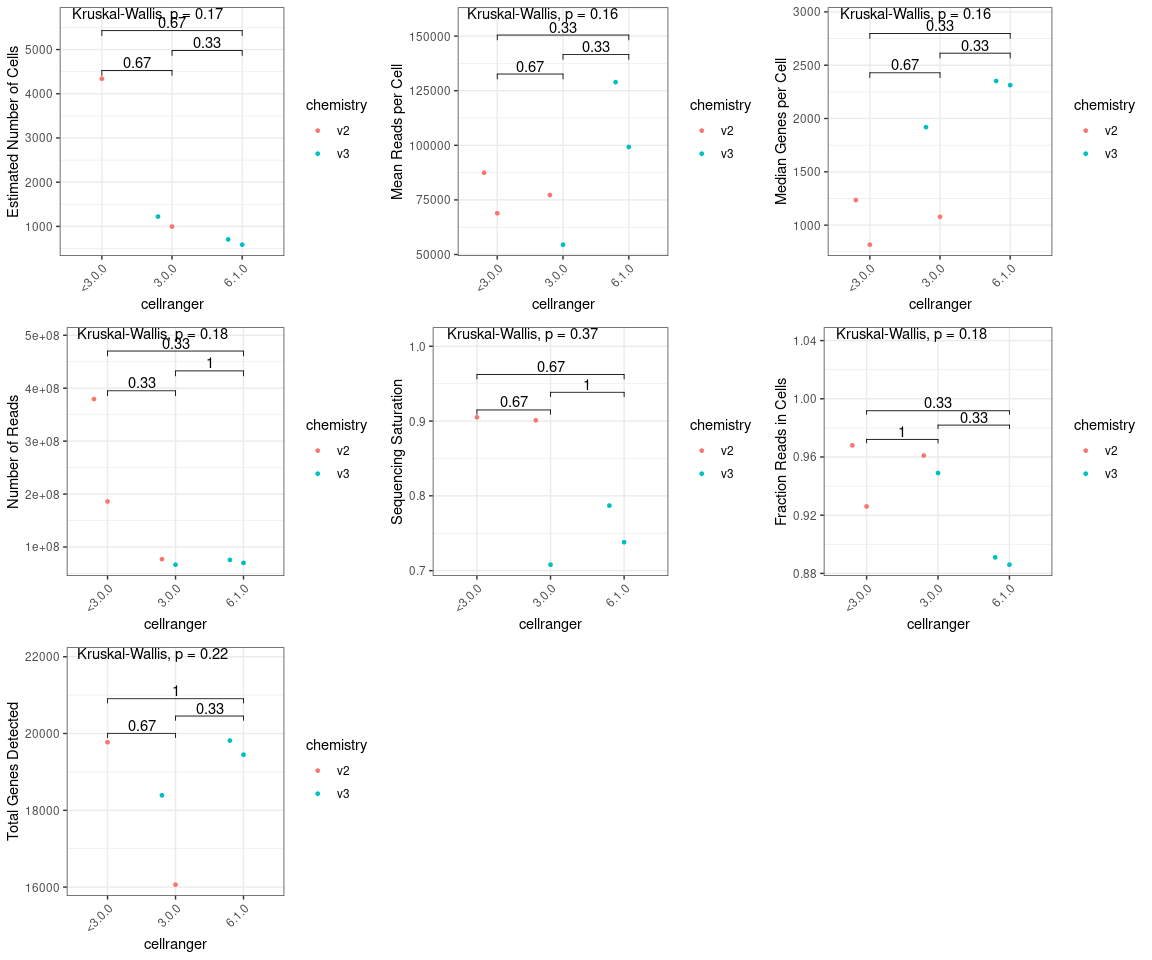 Kruskal-Wallis, p = 0.17
0.67
0.33
0.67
5000
4000
3000
2000
1000
Estimated Number of Cells
<3.0.0
3.0.0
6.1.0
cellranger
chemistry
v2
v3
Kruskal-Wallis, p = 0.16
0.33
0.33
0.67
150000
125000
100000
75000
50000
Mean Reads per Cell
<3.0.0
3.0.0
6.1.0
cellranger
chemistry
v2
v3
Kruskal-Wallis, p = 0.16
0.33
0.33
0.67
3000
2500
2000
1500
1000
Median Genes per Cell
<3.0.0
3.0.0
6.1.0
cellranger
chemistry
v2
v3
Kruskal-Wallis, p = 0.18
0.33
1
0.33
5e+08
4e+08
3e+08
2e+08
1e+08
Number of Reads
<3.0.0
3.0.0
6.1.0
cellranger
chemistry
v2
v3
Kruskal-Wallis, p = 0.37
0.67
1
0.67
1.0
0.9
0.8
0.7
Sequencing Saturation
<3.0.0
3.0.0
6.1.0
cellranger
chemistry
v2
v3
Kruskal-Wallis, p = 0.18
0.33
0.33
1
1.04
1.00
0.96
0.92
0.88
Fraction Reads in Cells
<3.0.0
3.0.0
6.1.0
cellranger
chemistry
v2
v3
Kruskal-Wallis, p = 0.22
1
0.33
0.67
22000
20000
18000
16000
Total Genes Detected
<3.0.0
3.0.0
6.1.0
cellranger
chemistry
v2
v3